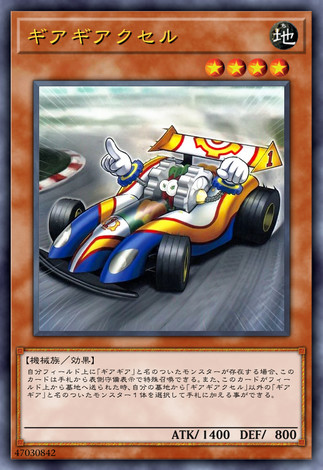 ギアギアクセル
地
1
【機械族／効果】
自分フィールド上に「ギアギア」と名のついたモンスターが存在する場合、こ
のカードは手札から表側守備表示で特殊召喚できる。また、このカードがフィ
ールド上から墓地へ送られた時、自分の墓地から「ギアギアクセル」以外の「ギア
ギア」と名のついたモンスター１体を選択して手札に加える事ができる。
ATK/ 1400 DEF/ 800
47030842